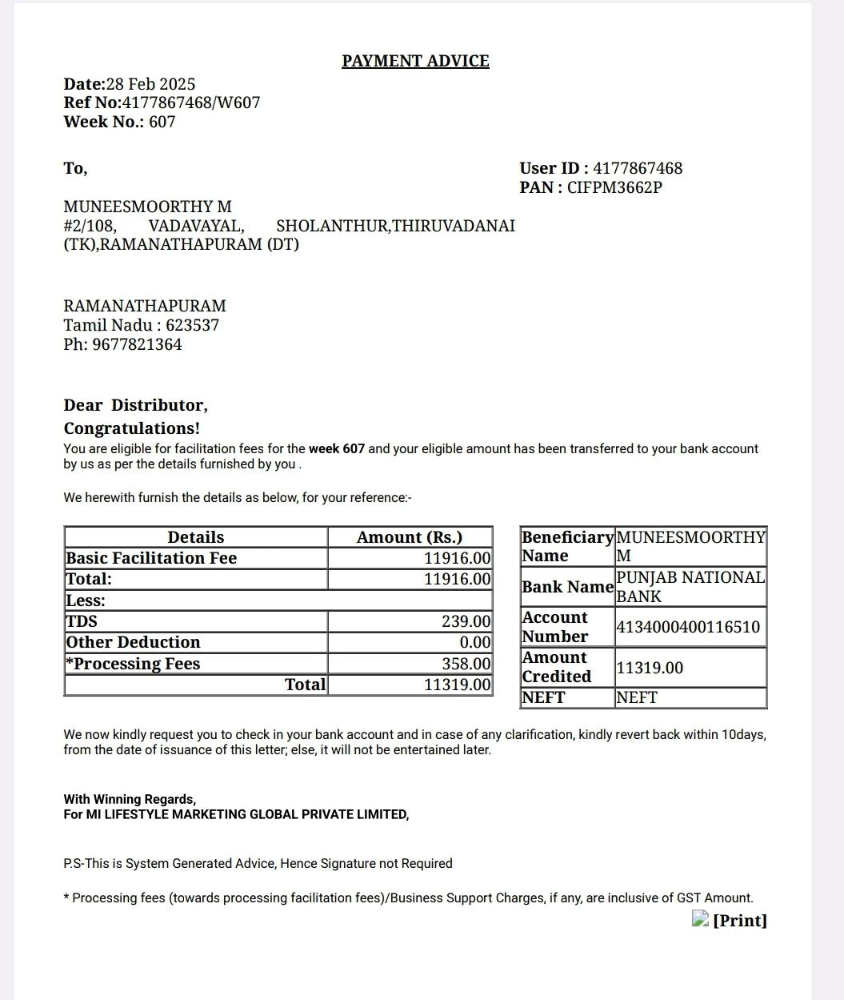 PAYMENT ADVICE
Date:28 Feb 2025
Ref No:4177867468/W607
Week No.: 607
To,
User ID : 4177867468
PAN : CIFPM3662P
MUNEESMOORTHY M
#2/108, VADAVAYAL, SHOLANTHUR,THIRUVADANAI
(TK),RAMANATHAPURAM (DT)
RAMANATHAPURAM
Tamil Nadu : 623537
Ph: 9677821364
Dear Distributor,
Congratulations!
You are eligible for facilitation fees for the week 607 and your eligible amount has been transferred to your bank account
by us as per the details furnished by you .
We herewith furnish the details as below, for your reference:-
Details Amount (Rs.)
Basic Facilitation Fee 11916.00
Total: 11916.00
Less:
TDS 239.00
Other Deduction 0.00
*Processing Fees 358.00
Total 11319.00
Beneficiary MUNEESMOORTHY
Name M
Bank Name PUNJAB NATIONAL
BANK
Account
Number 4134000400116510
Amount
Credited 11319.00
NEFT NEFT
We now kindly request you to check in your bank account and in case of any clarification, kindly revert back within 10days,
from the date of issuance of this letter; else, it will not be entertained later.
With Winning Regards,
For MI LIFESTYLE MARKETING GLOBAL PRIVATE LIMITED,
P.S-This is System Generated Advice, Hence Signature not Required
* Processing fees (towards processing facilitation fees)/Business Support Charges, if any, are inclusive of GST Amount.
[Print]